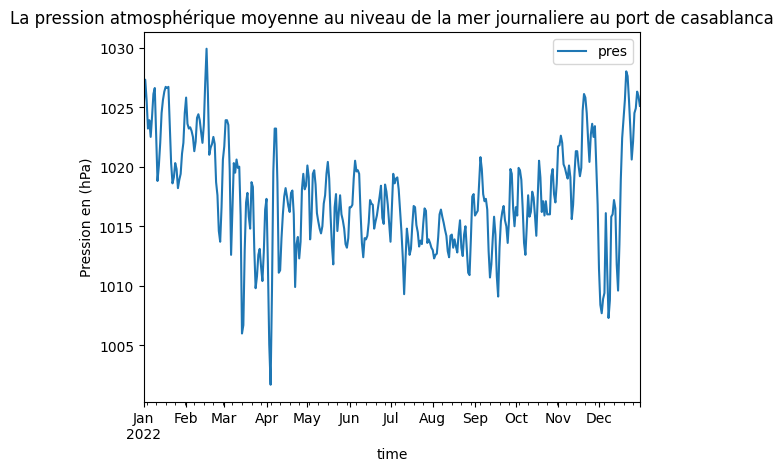 La pression atmosphérique moyenne au niveau de la mer journaliere au port de casablanca
pres
Pression en (hPa)
1030
1025
1020
1015
1010
1005
Jan Feb Mar Apr May Jun Jul Aug Sep Oct Nov Dec
2022
time